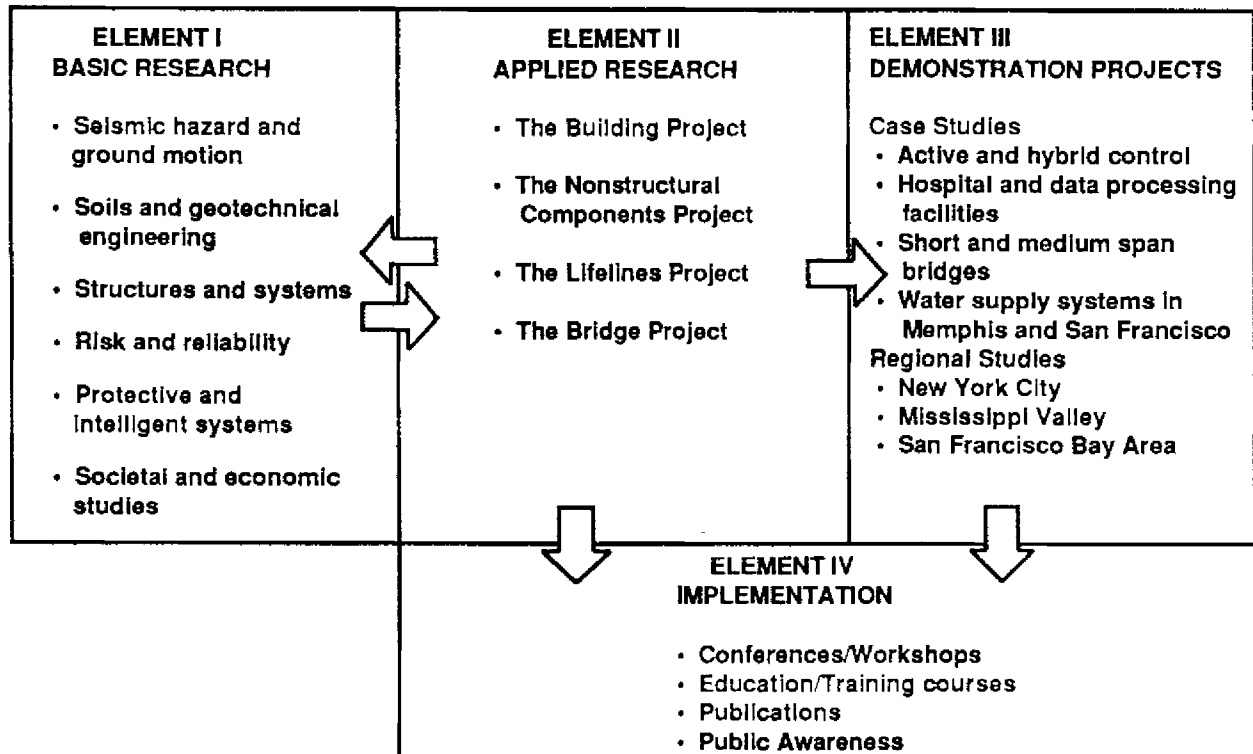 ELEMENT I
BASIC RESEARCH
• Seismic hazard and
ground motion
• Soils and geotechnical
engineering
• Structures and systems
• Risk and reliability
• Protective and
intelligent systems
• Societal and economic
studies
ELEMENT II
APPLIED RESEARCH
• The Building Project
• The Nonstructural
Components Project
• The Lifelines Project
• The Bridge Project
ELEMENT III
DEMONSTRATION PROJECTS
Case Studies
• Active and hybrid control
• Hospital and data processing
facilities
• Short and medium span
bridges
• Water supply systems in
Memphis and San Francisco
Regional Studies
• New York City
• Mississippi Valley
• San Francisco Bay Area
ELEMENT IV
IMPLEMENTATION
• Conferences/Workshops
• Education/Training courses
• Publications
• Public Awareness